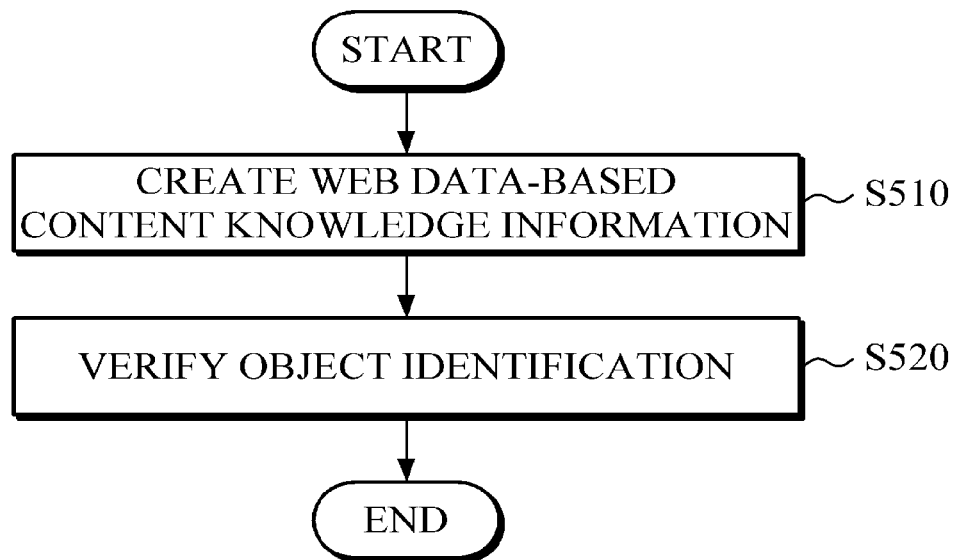 START
CREATE WEB DATA-BASED
CONTENT KNOWLEDGE INFORMATION
S510
VERIFY OBJECT IDENTIFICATION
S520
END